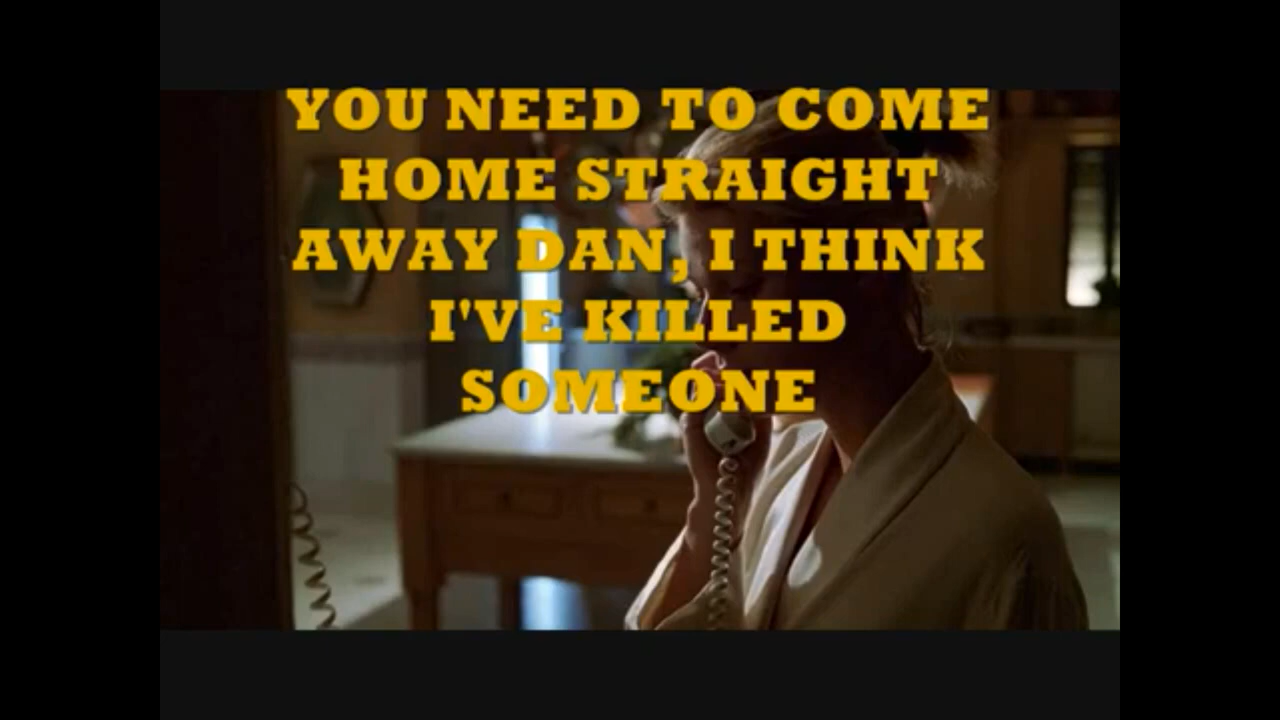 YOU NEED TO COME
HOME STRAIGHT
AWAY DAN, I THINK
I'VE KILLED
SOMEONE